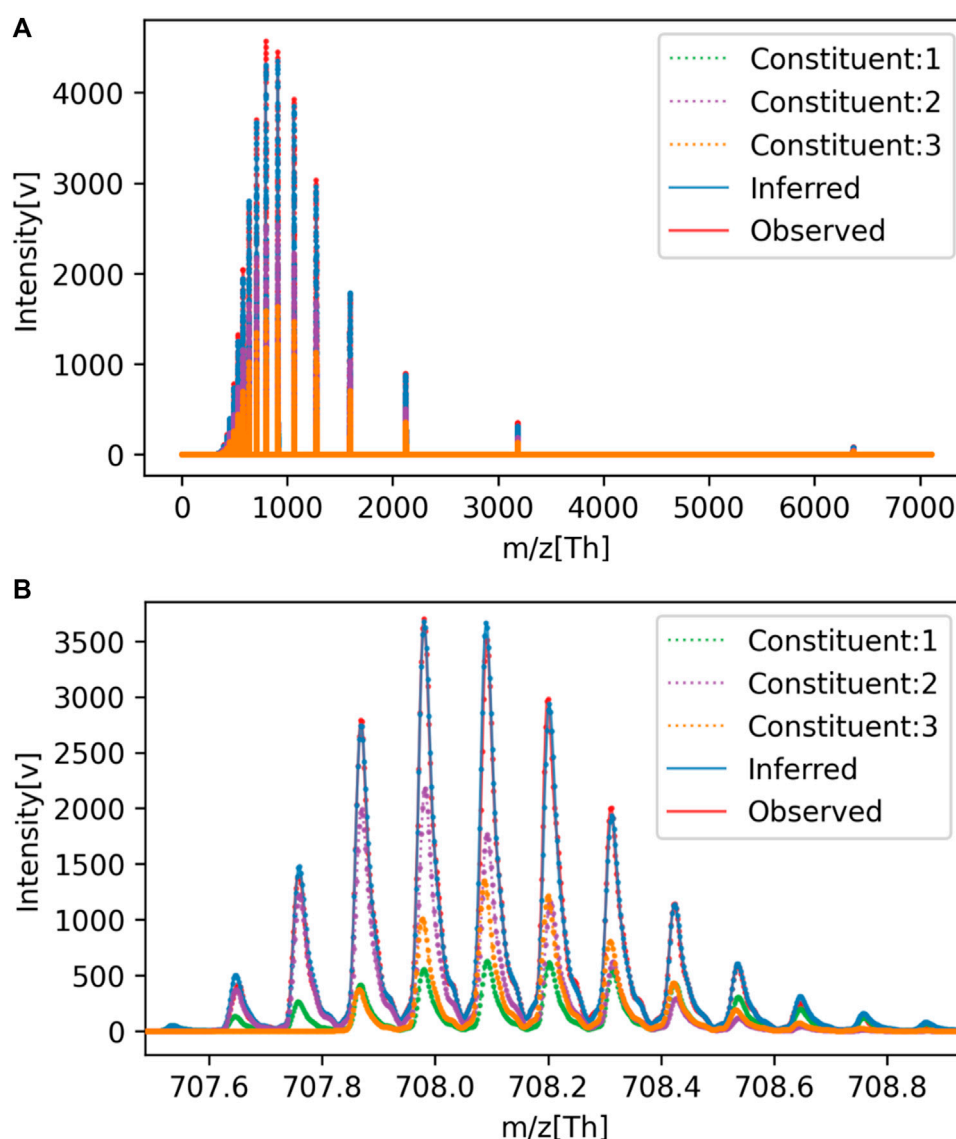 A
Intensity[v]
4000
3000
2000
1000
0
Constituent:1
Constituent:2
Constituent:3
Inferred
Observed
0 1000 2000 3000 4000 5000 6000 7000
m/z[Th]
B
Intensity[v]
3500
3000
2500
2000
1500
1000
500
0
Constituent:1
Constituent:2
Constituent:3
Inferred
Observed
707.6 707.8 708.0 708.2 708.4 708.6 708.8
m/z[Th]